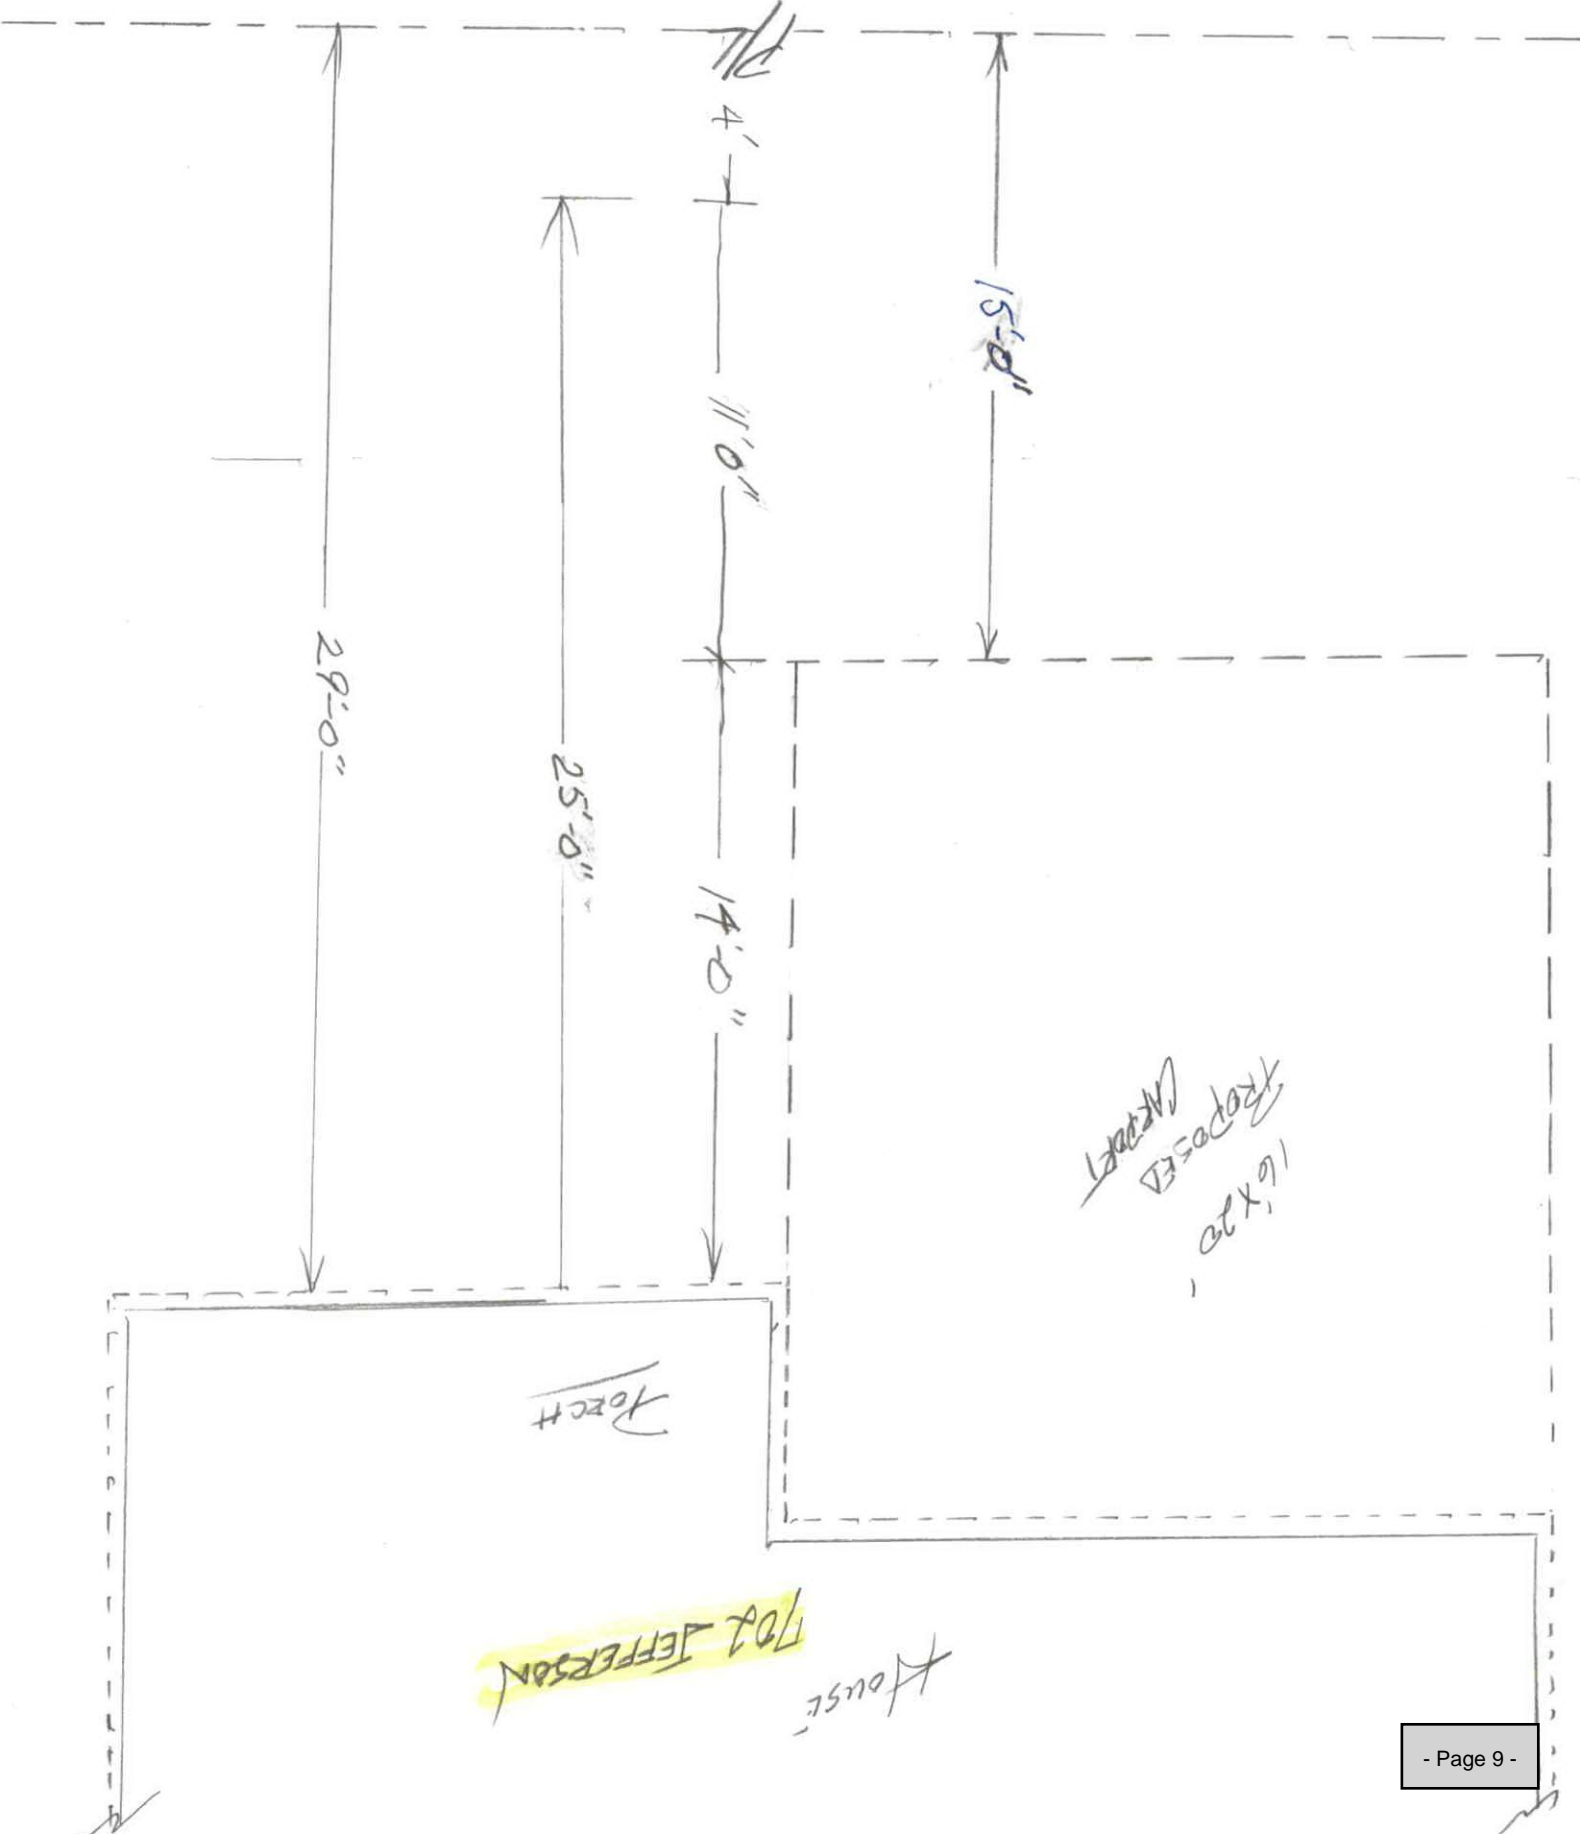 P/L
4'
15'-0"
11'0"
29'-0"
25'-0"
14'-0"
16'x20'
PROPOSED
CARPORT
PORCH
702 JEFFERSON
HOUSE
- Page 9 -